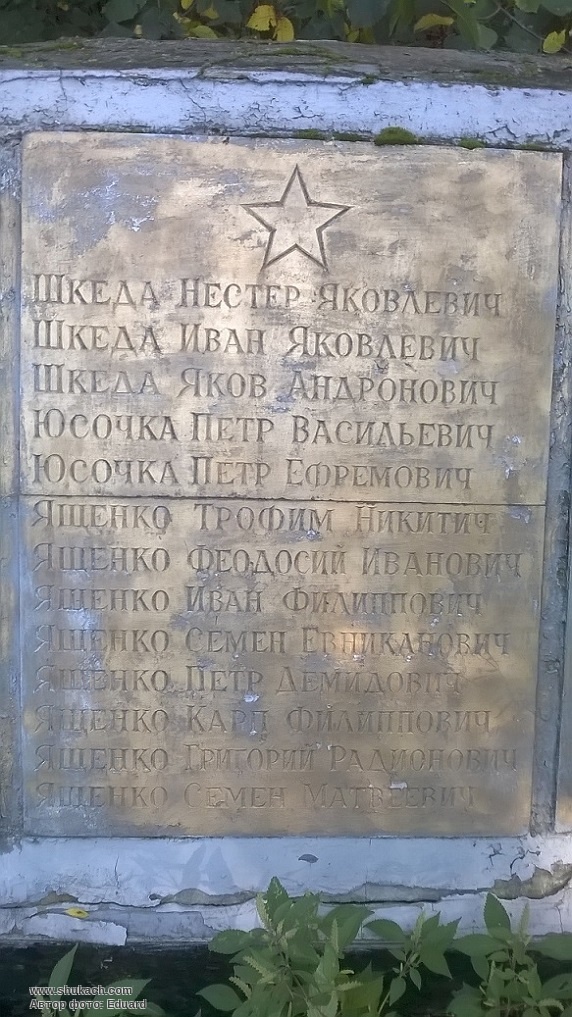 Шкеда Нестер Яковлевич
Шкеда Иван Яковлевич
Шкеда Яков Андронович
Юсочка Петр Васильевич
Юсочка Петр Ефремович
Ященко Трофим Никитич
Ященко Феодосий Иванович
Ященко Иван Филиппович
Ященко Семен Евниканович
Ященко Петр Демидович
Ященко Карп Филиппович
Ященко Григорий Радионович
Ященко Семен Матвеевич
www.shukach.com
Автор фото: Eduard